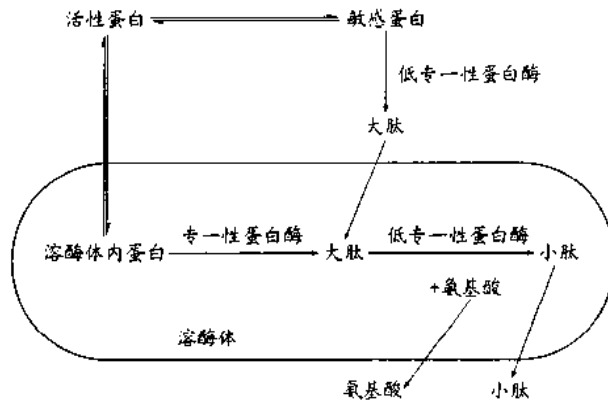 活性蛋白
敏感蛋白
低专一性蛋白酶
大肽
溶酶体内蛋白
专一性蛋白酶
大肽
低专一性蛋白酶
小肽
+氨基酸
溶酶体
氨基酸
小肽